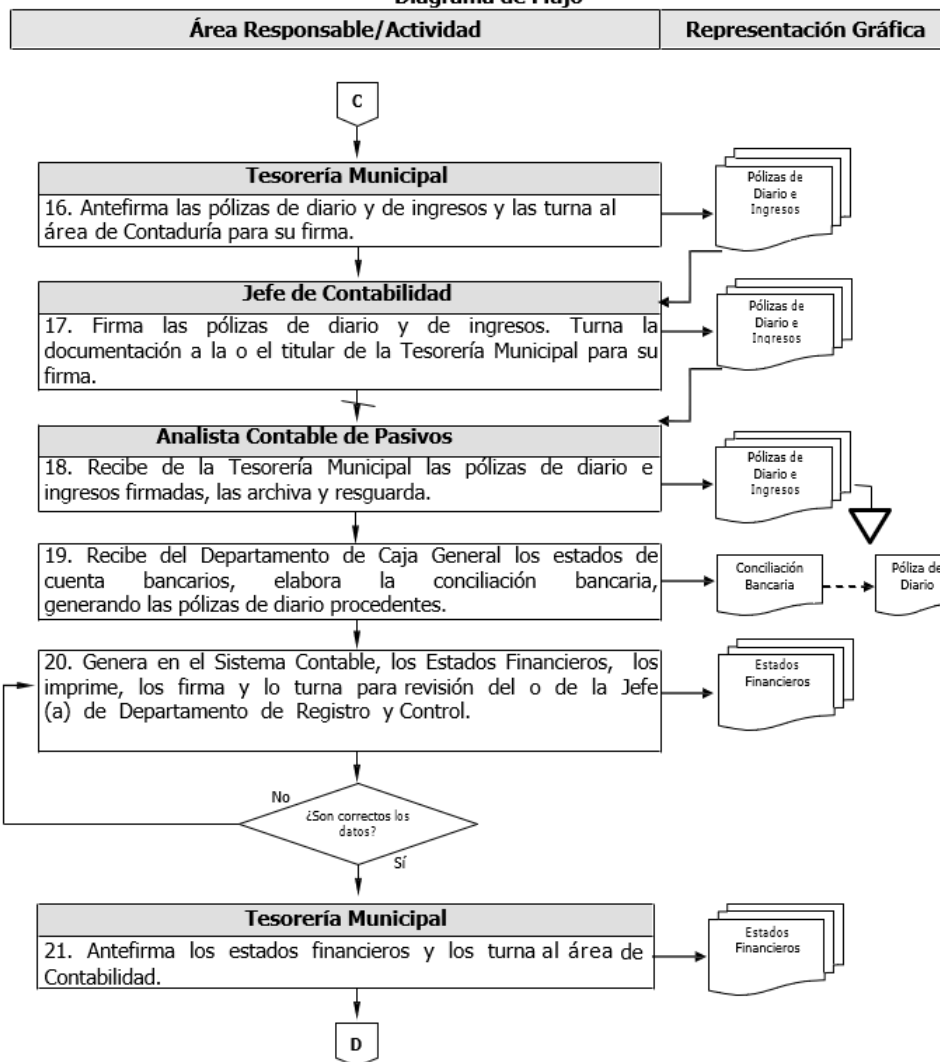 Diagrama de Flujo
Área Responsable/Actividad
Representación Gráfica
C
Tesorería Municipal
16. Antefirma las pólizas de diario y de ingresos y las turna al
área de Contaduría para su firma.
Pólizas de
Diario e
Ingresos
Jefe de Contabilidad
17. Firma las pólizas de diario y de ingresos. Turna la
documentación a la o el titular de la Tesorería Municipal para su
firma.
Pólizas de
Diario e
Ingresos
Analista Contable de Pasivos
18. Recibe de la Tesorería Municipal las pólizas de diario e
ingresos firmadas, las archiva y resguarda.
Pólizas de
Diario e
Ingresos
19. Recibe del Departamento de Caja General los estados de
cuenta bancarios, elabora la conciliación bancaria,
generando las pólizas de diario procedentes.
Conciliación
Bancaria
Póliza de
Diario
20. Genera en el Sistema Contable, los Estados Financieros, los
imprime, los firma y lo turna para revisión del o de la Jefe
(a) de Departamento de Registro y Control.
Estados
Financieros
No
¿Son correctos los
datos?
Sí
Tesorería Municipal
21. Antefirma los estados financieros y los turna al área de
Contabilidad.
Estados
Financieros
D